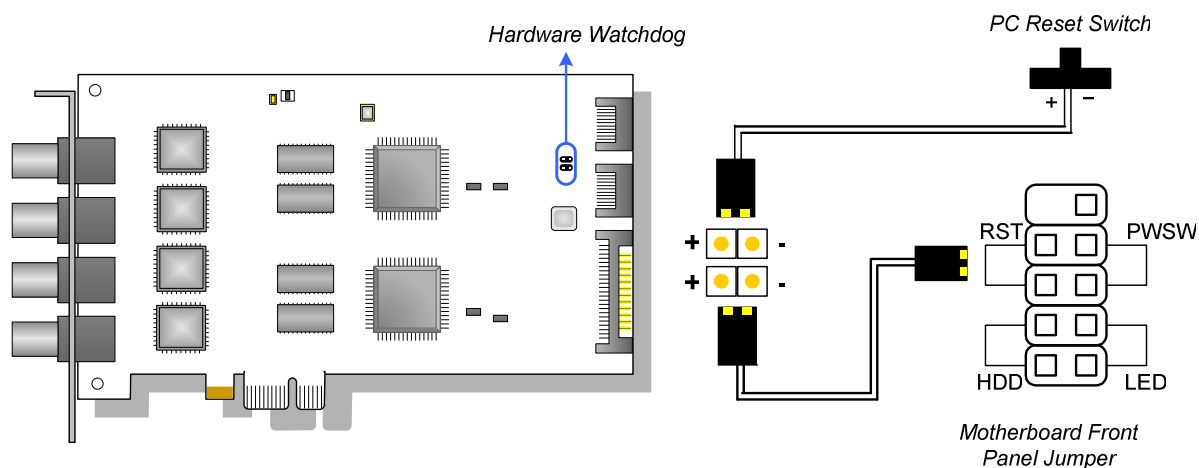 Hardware Watchdog
PC Reset Switch
+ -
+ -
+ -
RST PWSW
HDD LED
Motherboard Front
Panel Jumper